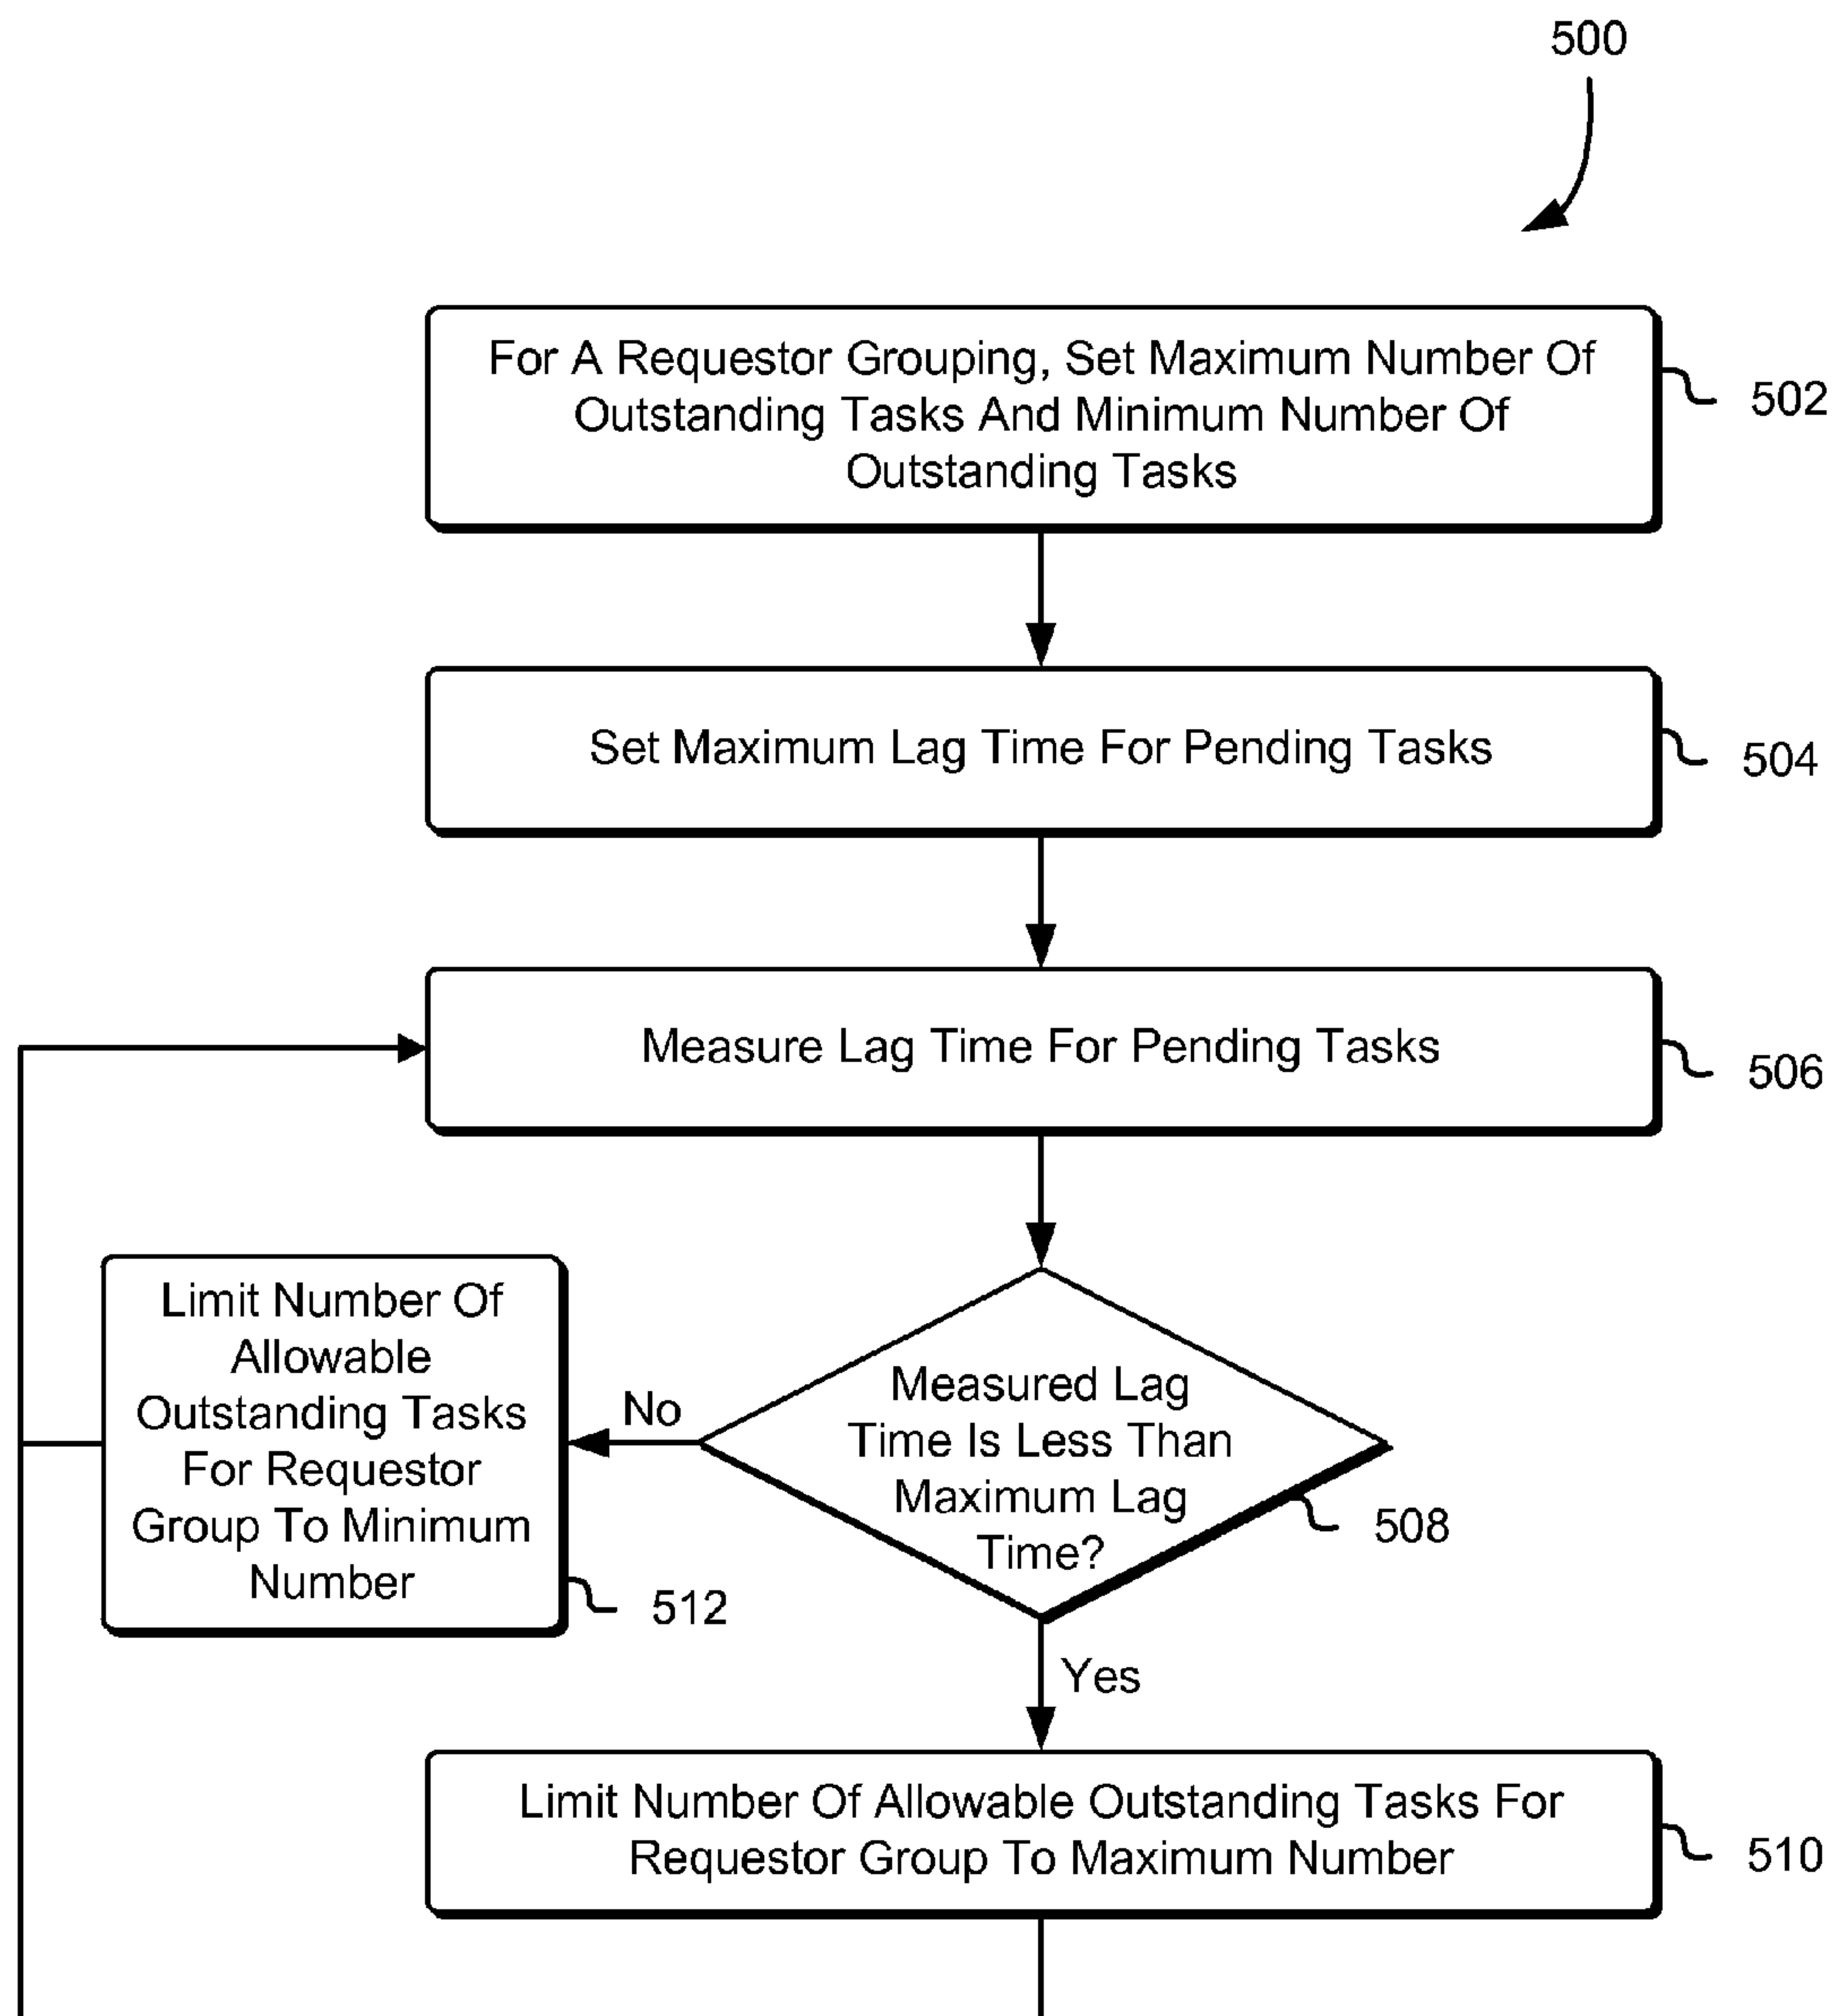 500
For A Requestor Grouping, Set Maximum Number Of
Outstanding Tasks And Minimum Number Of
Outstanding Tasks
502
Set Maximum Lag Time For Pending Tasks
504
Measure Lag Time For Pending Tasks
506
Limit Number Of
Allowable
Outstanding Tasks
For Requestor
Group To Minimum
Number
512
No
Measured Lag
Time Is Less Than
Maximum Lag
Time?
508
Yes
Limit Number Of Allowable Outstanding Tasks For
Requestor Group To Maximum Number
510